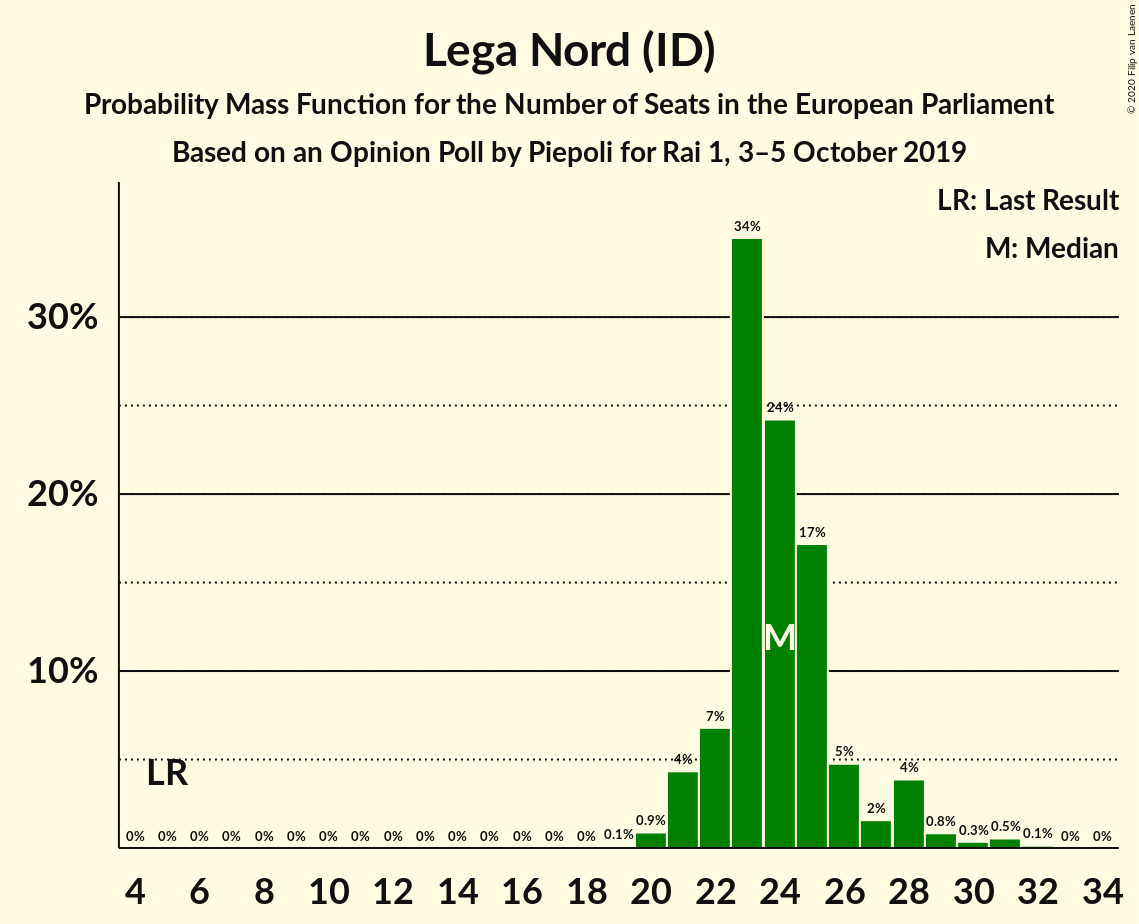 Lega Nord (ID)
Probability Mass Function for the Number of Seats in the European Parliament
Based on an Opinion Poll by Piepoli for Rai 1, 3–5 October 2019
© 2020 Filip van Laenen
LR: Last Result
M: Median
30%
20%
10%
LR
M
0% 0% 0% 0% 0% 0% 0% 0% 0% 0% 0% 0% 0% 0% 0% 0.1% 0.9% 4% 7% 34% 24% 17% 5% 2% 4% 0.8% 0.3% 0.5% 0.1% 0% 0%
4 6 8 10 12 14 16 18 20 22 24 26 28 30 32 34